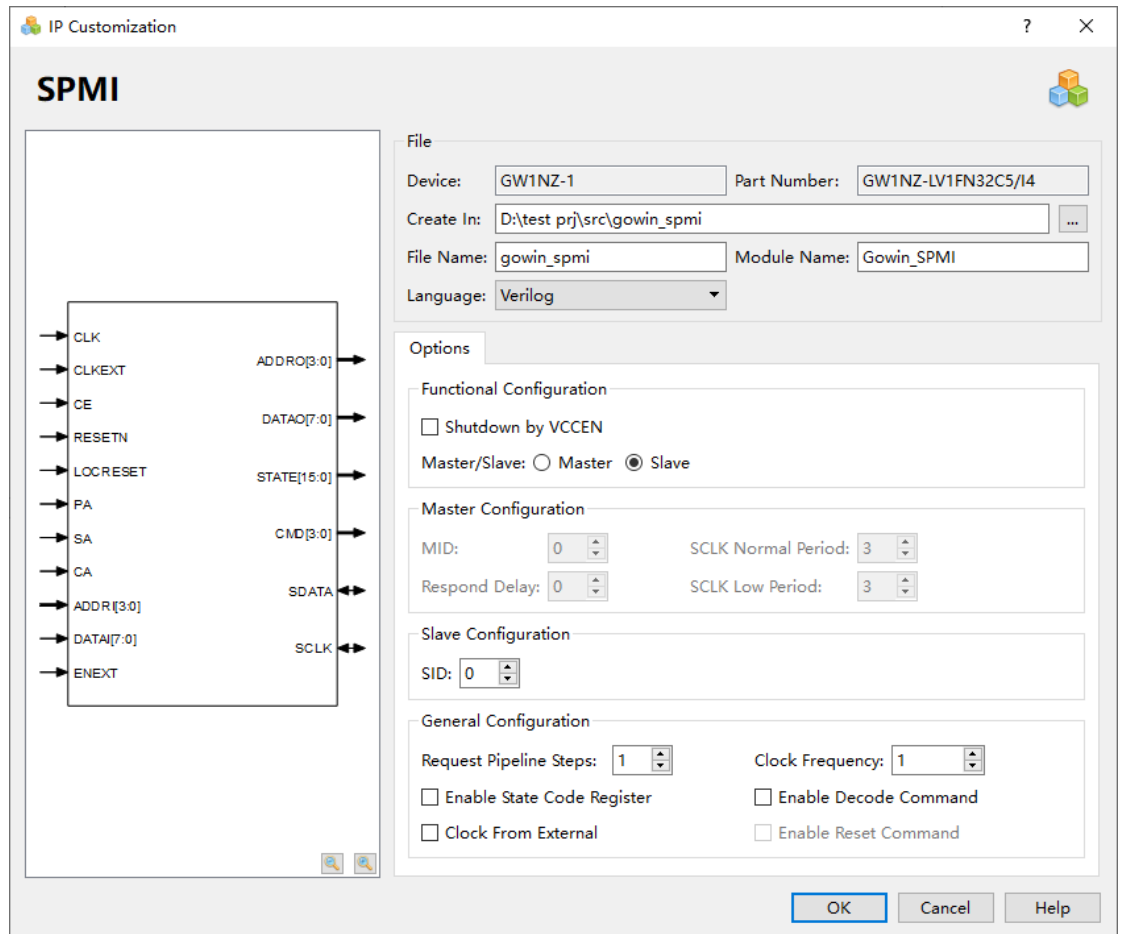 IP Customization ? ✕
SPMI
CLK
CLKEXT
CE
RESETN
LOCRESET
PA
SA
CA
ADDRI[3:0]
DATAI[7:0]
ENEXT
ADDRO[3:0]
DATAO[7:0]
STATE[15:0]
CMD[3:0]
SDATA
SCLK
File
Device: GW1NZ-1 Part Number: GW1NZ-LV1FN32C5/I4
Create In: D:\test prj\src\gowin_spmi ...
File Name: gowin_spmi Module Name: Gowin_SPMI
Language: Verilog
Options
Functional Configuration
Shutdown by VCCEN
Master/Slave: Master Slave
Master Configuration
MID: 0 SCLK Normal Period: 3
Respond Delay: 0 SCLK Low Period: 3
Slave Configuration
SID: 0
General Configuration
Request Pipeline Steps: 1 Clock Frequency: 1
Enable State Code Register Enable Decode Command
Clock From External Enable Reset Command
OK Cancel Help